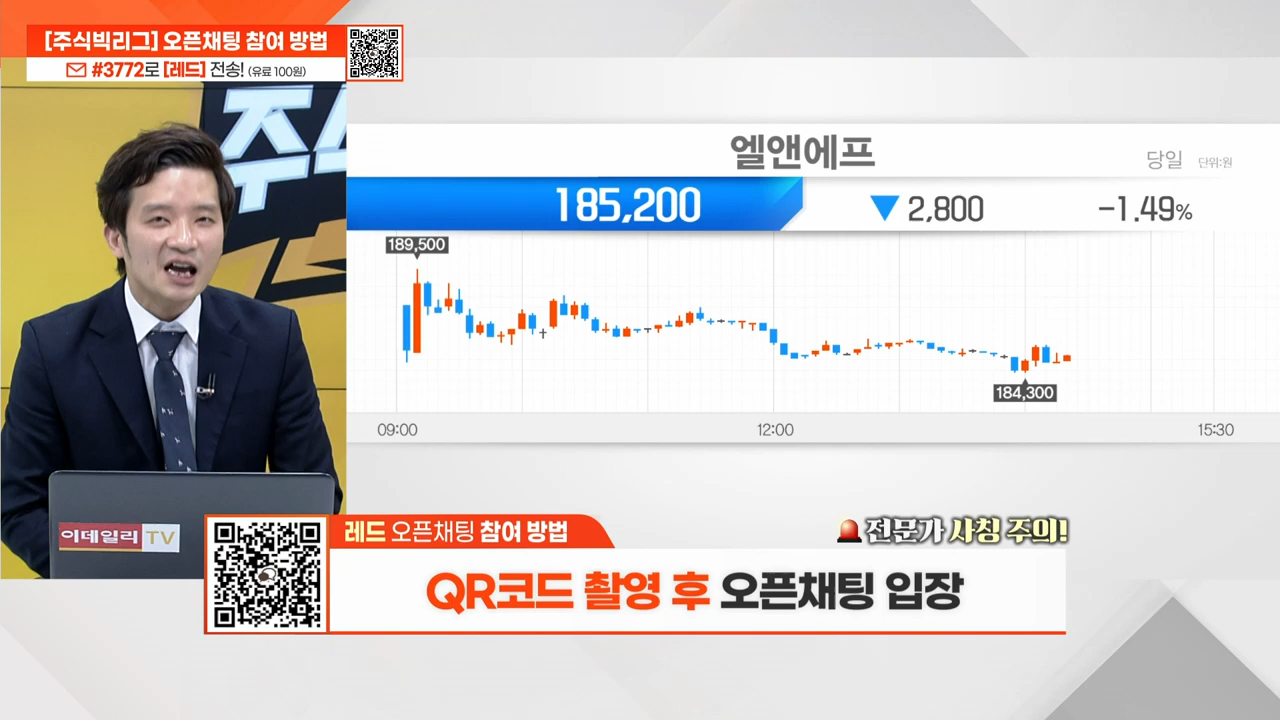 [주식빅리그] 오픈채팅 참여 방법
#3772로 [레드] 전송! (유료 100원)
주
엘앤에프
당일 단위:원
185,200 ▼ 2,800 -1.49%
189,500
184,300
09:00 12:00 15:30
이데일리 TV
레드 오픈채팅 참여 방법
전문가 사칭 주의!
QR코드 촬영 후 오픈채팅 입장